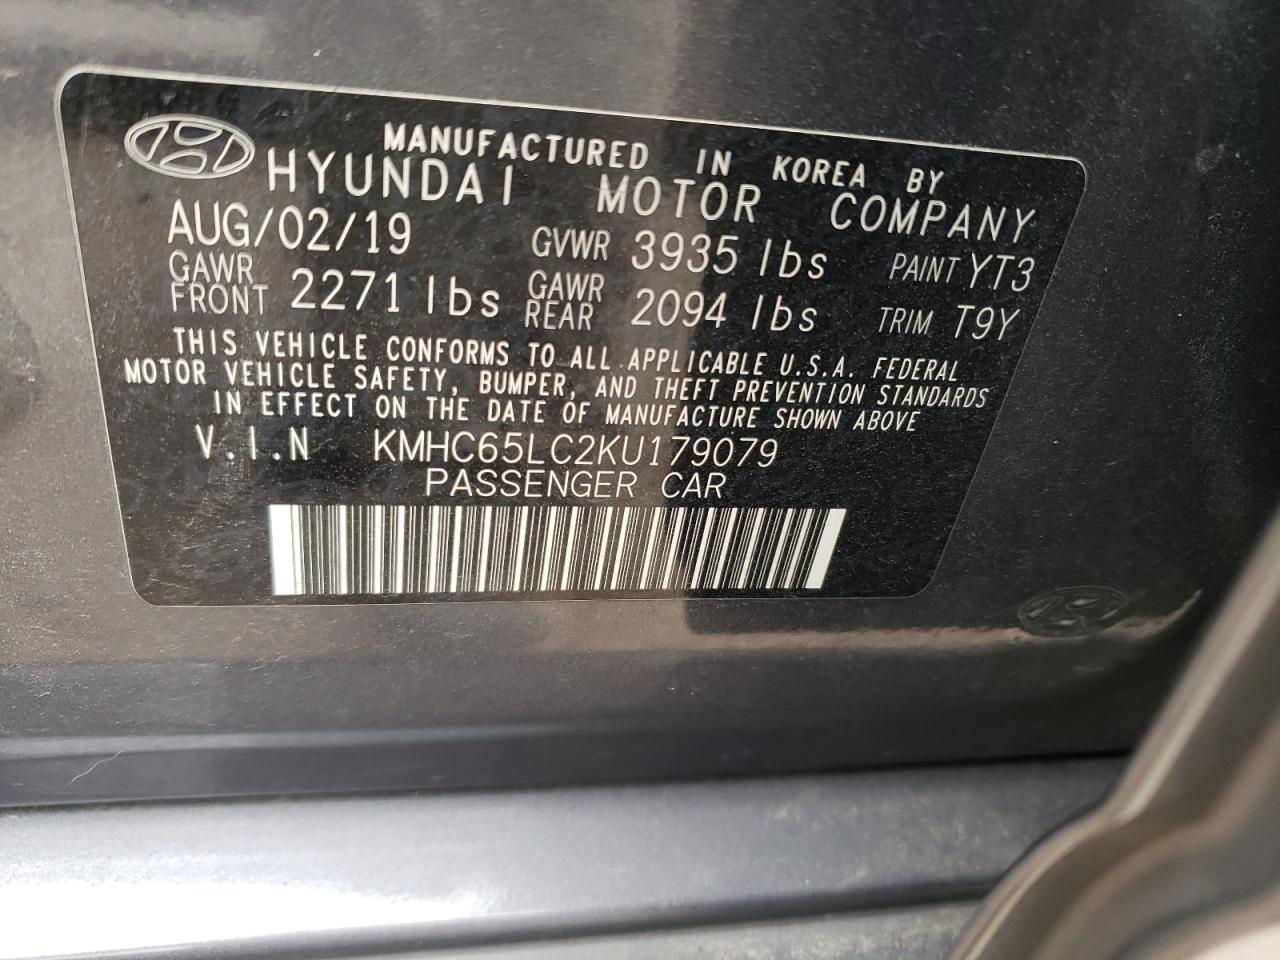 MANUFACTURED IN KOREA BY
HYUNDAI MOTOR COMPANY
AUG/02/19 GVWR 3935 lbs PAINT YT3
GAWR FRONT 2271 lbs GAWR REAR 2094 lbs TRIM T9Y
THIS VEHICLE CONFORMS TO ALL APPLICABLE U.S.A. FEDERAL
MOTOR VEHICLE SAFETY, BUMPER, AND THEFT PREVENTION STANDARDS
IN EFFECT ON THE DATE OF MANUFACTURE SHOWN ABOVE
V.I.N KMHC65LC2KU179079
PASSENGER CAR